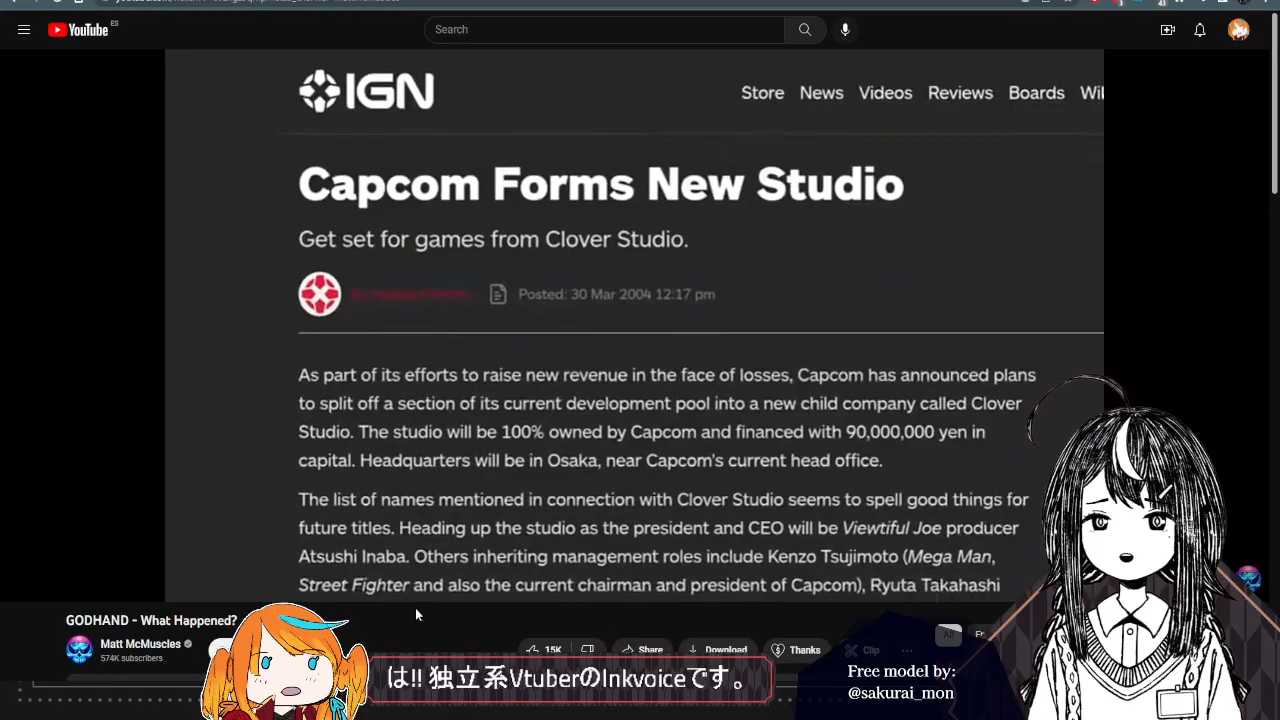 YouTube ES
Search
IGN
Store News Videos Reviews Boards
Capcom Forms New Studio
Get set for games from Clover Studio.
Posted: 30 Mar 2004 12:17 pm
As part of its efforts to raise new revenue in the face of losses, Capcom has announced plans
to split off a section of its current development pool into a new child company called Clover
Studio. The studio will be 100% owned by Capcom and financed with 90,000,000 yen in
capital. Headquarters will be in Osaka, near Capcom's current head office.
The list of names mentioned in connection with Clover Studio seems to spell good things for
future titles. Heading up the studio as the president and CEO will be Viewtiful Joe producer
Atsushi Inaba. Others inheriting management roles include Kenzo Tsujimoto (Mega Man,
Street Fighter and also the current chairman and president of Capcom), Ryuta Takahashi
GODHAND - What Happened?
Matt McMuscles
574K subscribers
15K Share Download Thanks Clip
All
は!! 独立系VtuberのInkvoiceです。
Free model by:
@sakurai_mon